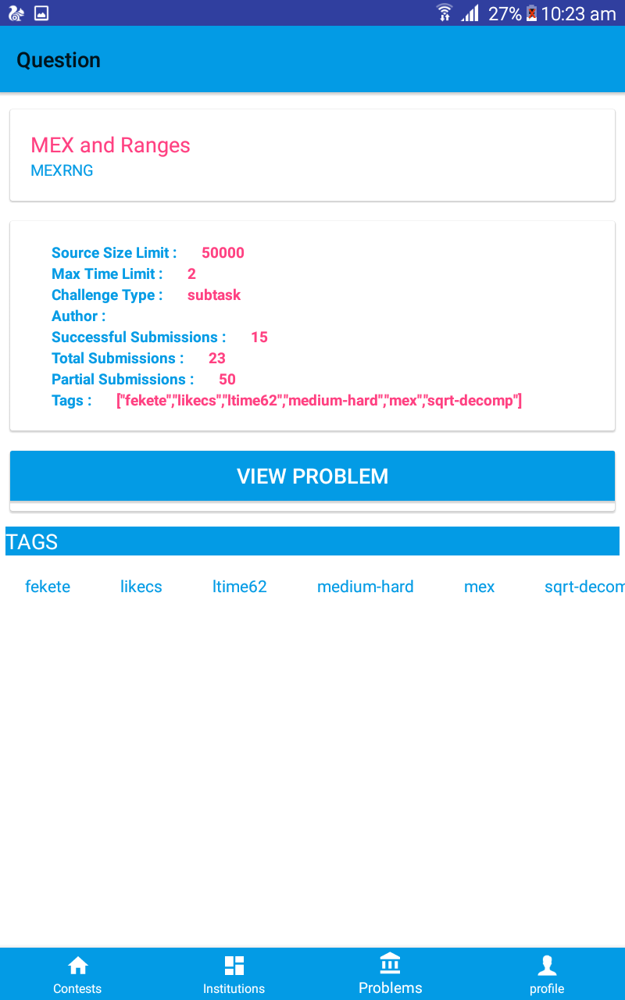 27% 10:23 am
Question
MEX and Ranges
MEXRNG
Source Size Limit : 50000
Max Time Limit : 2
Challenge Type : subtask
Author :
Successful Submissions : 15
Total Submissions : 23
Partial Submissions : 50
Tags : ["fekete","likecs","ltime62","medium-hard","mex","sqrt-decomp"]
VIEW PROBLEM
TAGS
fekete likecs ltime62 medium-hard mex sqrt-decom
Contests Institutions Problems profile